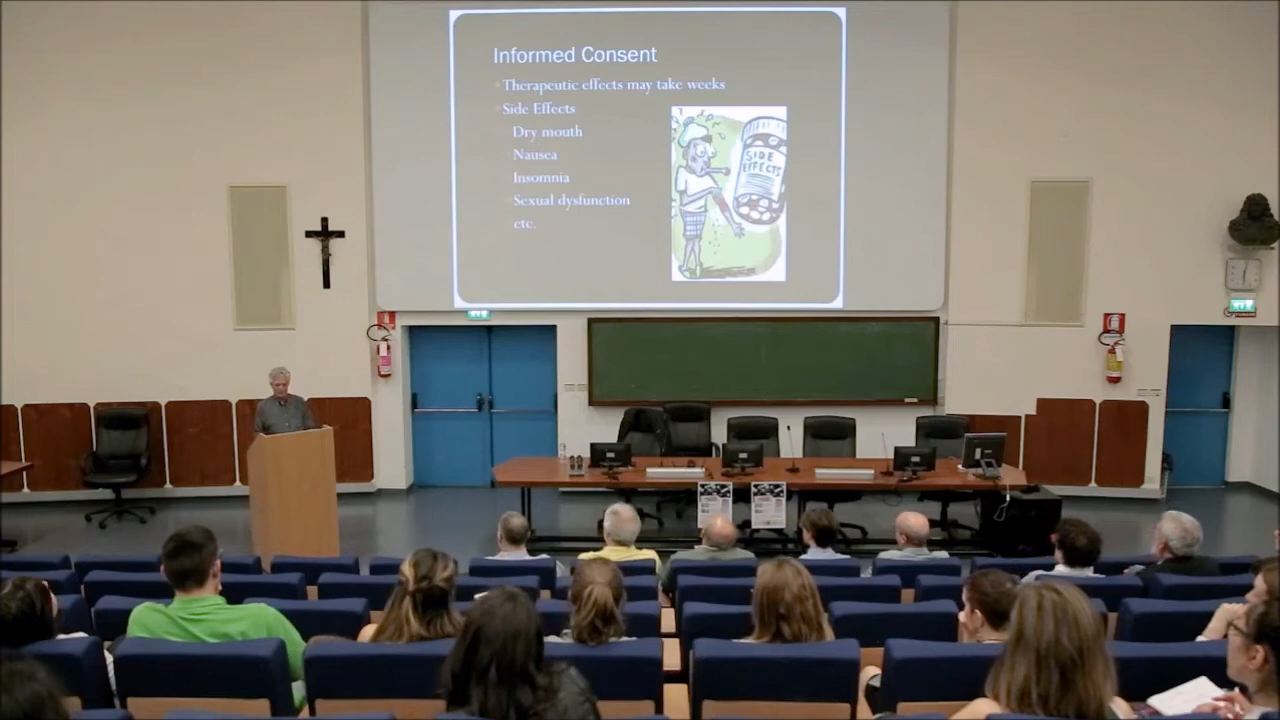 Informed Consent
Therapeutic effects may take weeks
Side Effects
Dry mouth
Nausea
Insomnia
Sexual dysfunction
etc.
SIDE
EFFECTS